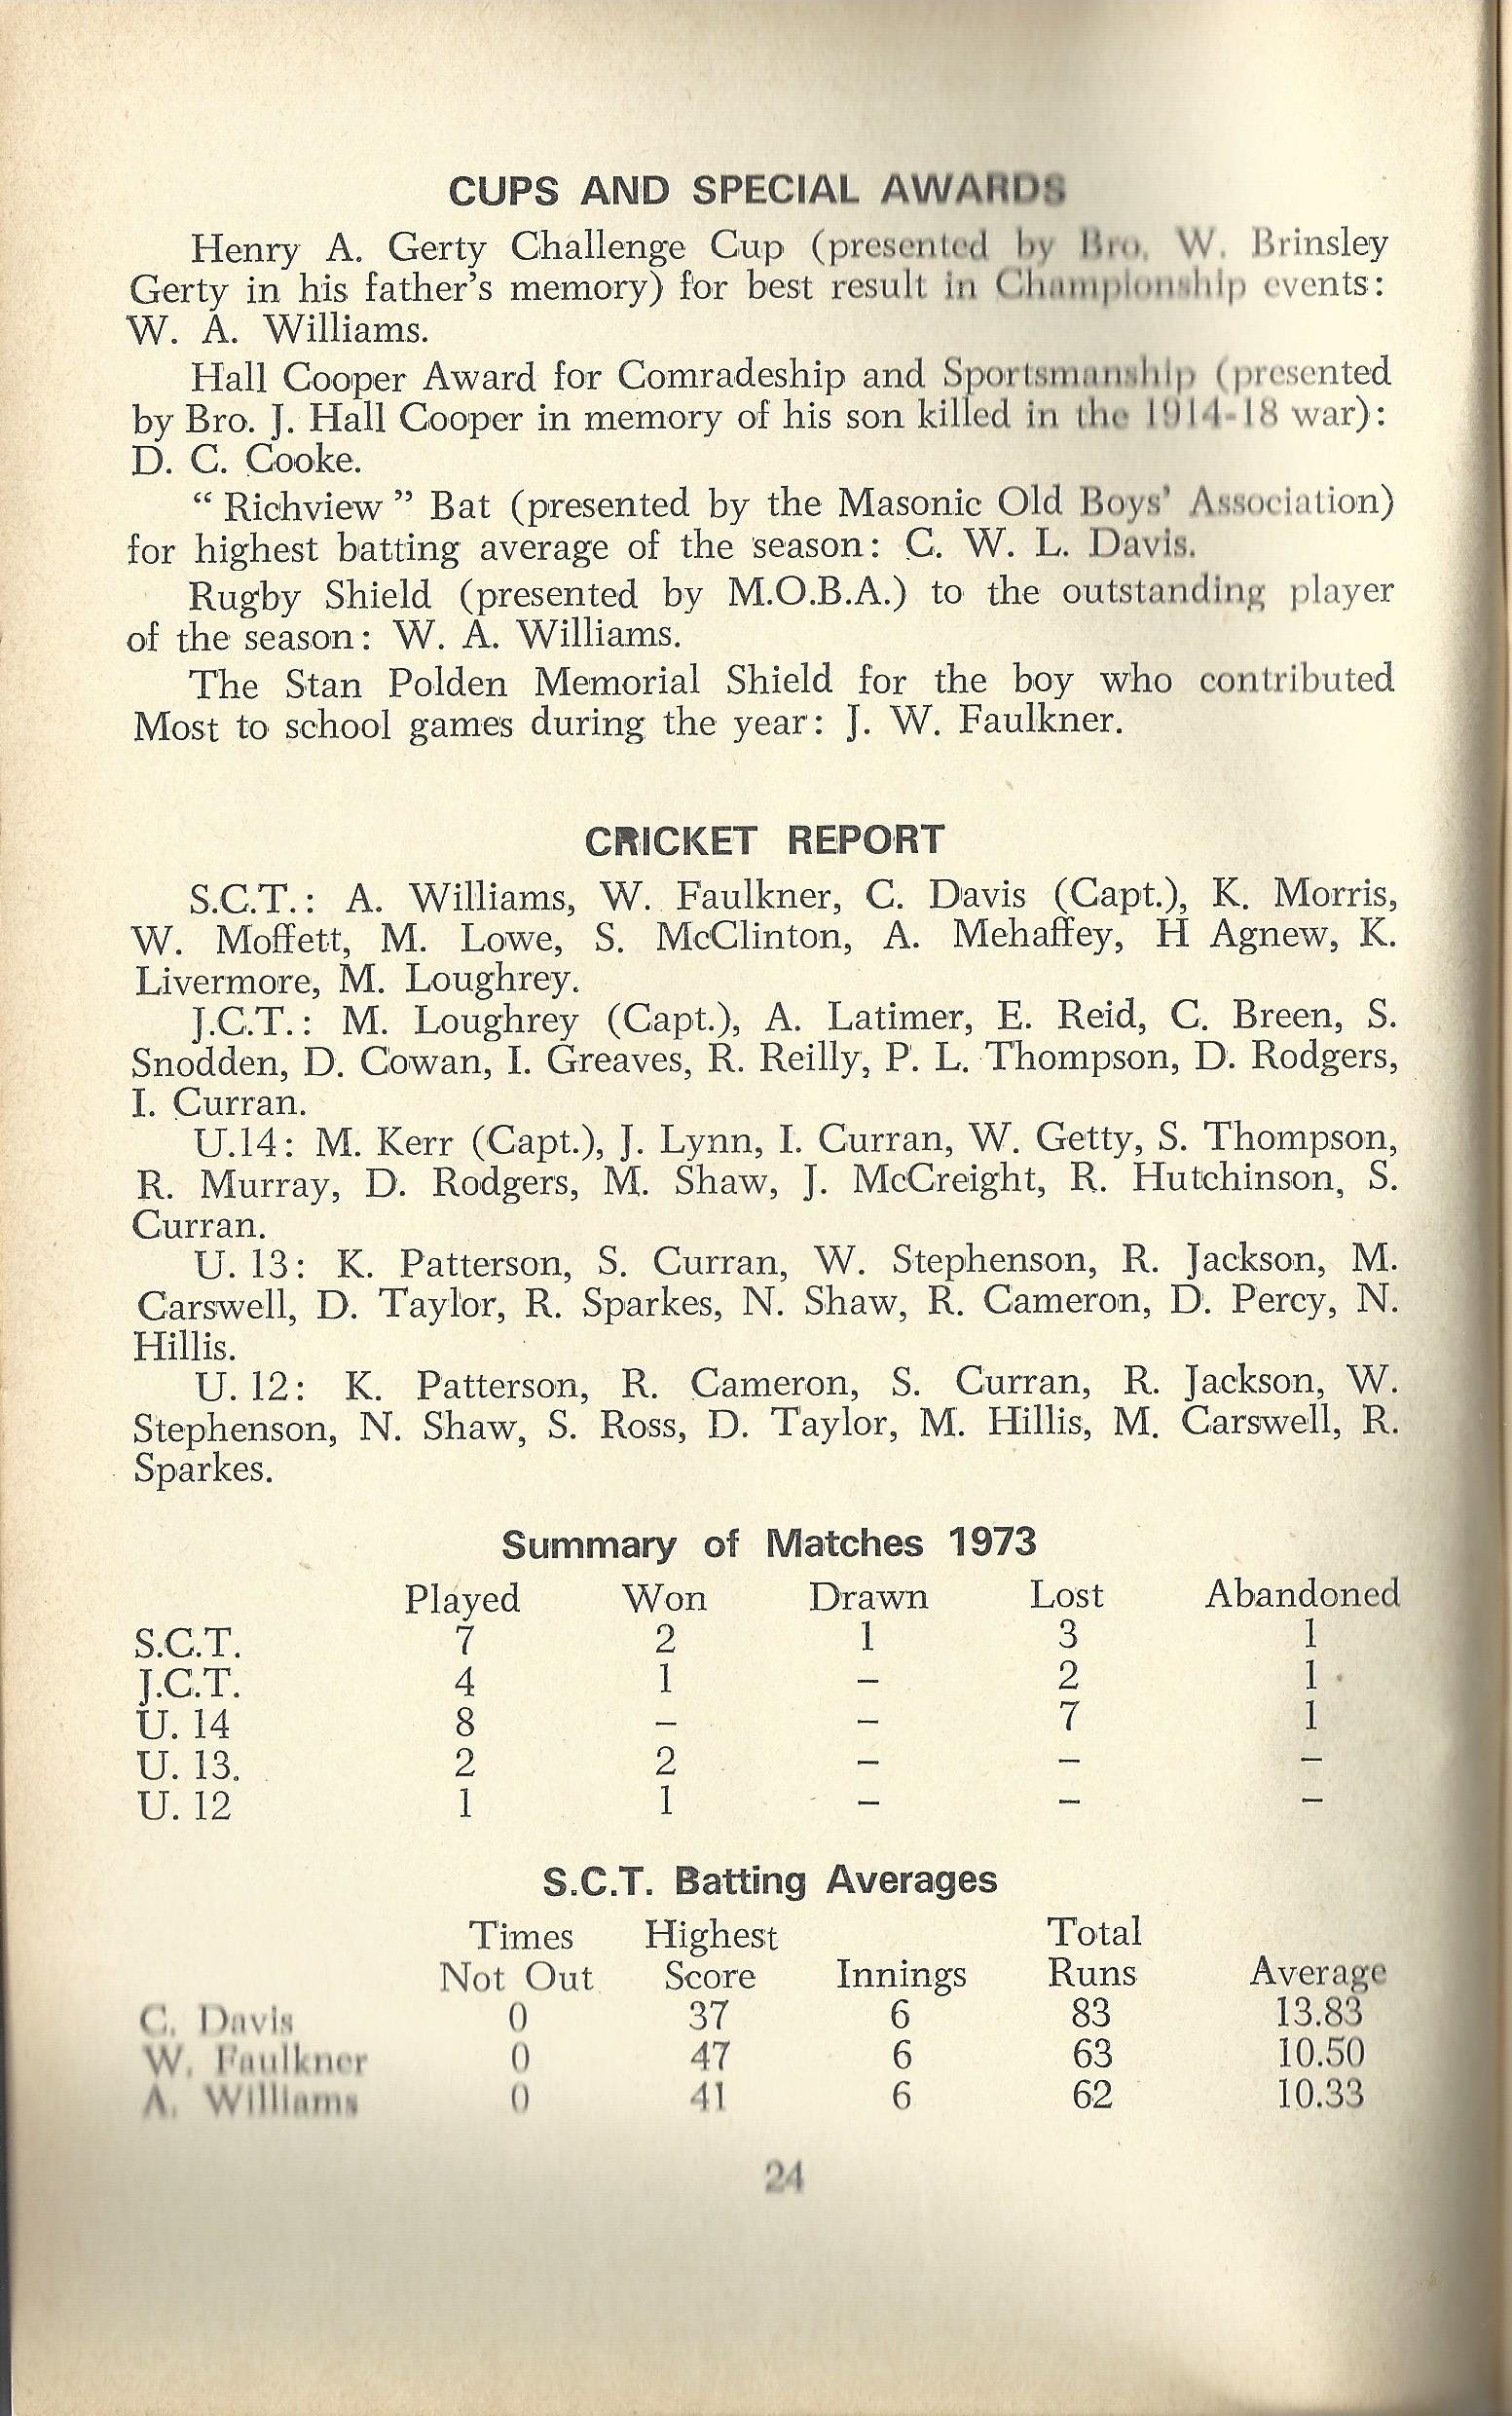 CUPS AND SPECIAL AWARDS
Henry A. Gerty Challenge Cup (presented by Bro. W. Brinsley
Gerty in his father's memory) for best result in Championship events:
W. A. Williams.
Hall Cooper Award for Comradeship and Sportsmanship (presented
by Bro. J. Hall Cooper in memory of his son killed in the 1914-18 war):
D. C. Cooke.
“ Richview ” Bat (presented by the Masonic Old Boys' Association)
for highest batting average of the season: C. W. L. Davis.
Rugby Shield (presented by M.O.B.A.) to the outstanding player
of the season: W. A. Williams.
The Stan Polden Memorial Shield for the boy who contributed
Most to school games during the year: J. W. Faulkner.
CRICKET REPORT
S.C.T.: A. Williams, W. Faulkner, C. Davis (Capt.), K. Morris,
W. Moffett, M. Lowe, S. McClinton, A. Mehaffey, H Agnew, K.
Livermore, M. Loughrey.
J.C.T.: M. Loughrey (Capt.), A. Latimer, E. Reid, C. Breen, S.
Snodden, D. Cowan, I. Greaves, R. Reilly, P. L. Thompson, D. Rodgers,
I. Curran.
U.14: M. Kerr (Capt.), J. Lynn, I. Curran, W. Getty, S. Thompson,
R. Murray, D. Rodgers, M. Shaw, J. McCreight, R. Hutchinson, S.
Curran.
U. 13: K. Patterson, S. Curran, W. Stephenson, R. Jackson, M.
Carswell, D. Taylor, R. Sparkes, N. Shaw, R. Cameron, D. Percy, N.
Hillis.
U. 12: K. Patterson, R. Cameron, S. Curran, R. Jackson, W.
Stephenson, N. Shaw, S. Ross, D. Taylor, M. Hillis, M. Carswell, R.
Sparkes.
Summary of Matches 1973
Played Won Drawn Lost Abandoned
S.C.T. 7 2 1 3 1
J.C.T. 4 1 – 2 1
U. 14 8 – – 7 1
U. 13. 2 2 – – –
U. 12 1 1 – – –
S.C.T. Batting Averages
Times Highest Total
Not Out Score Innings Runs Average
C. Davis 0 37 6 83 13.83
W. Faulkner 0 47 6 63 10.50
A. Williams 0 41 6 62 10.33
24